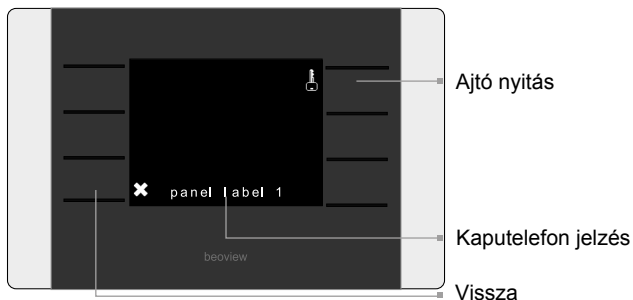 Ajtó nyitás
panel label 1
Kaputelefon jelzés
beoview
Vissza